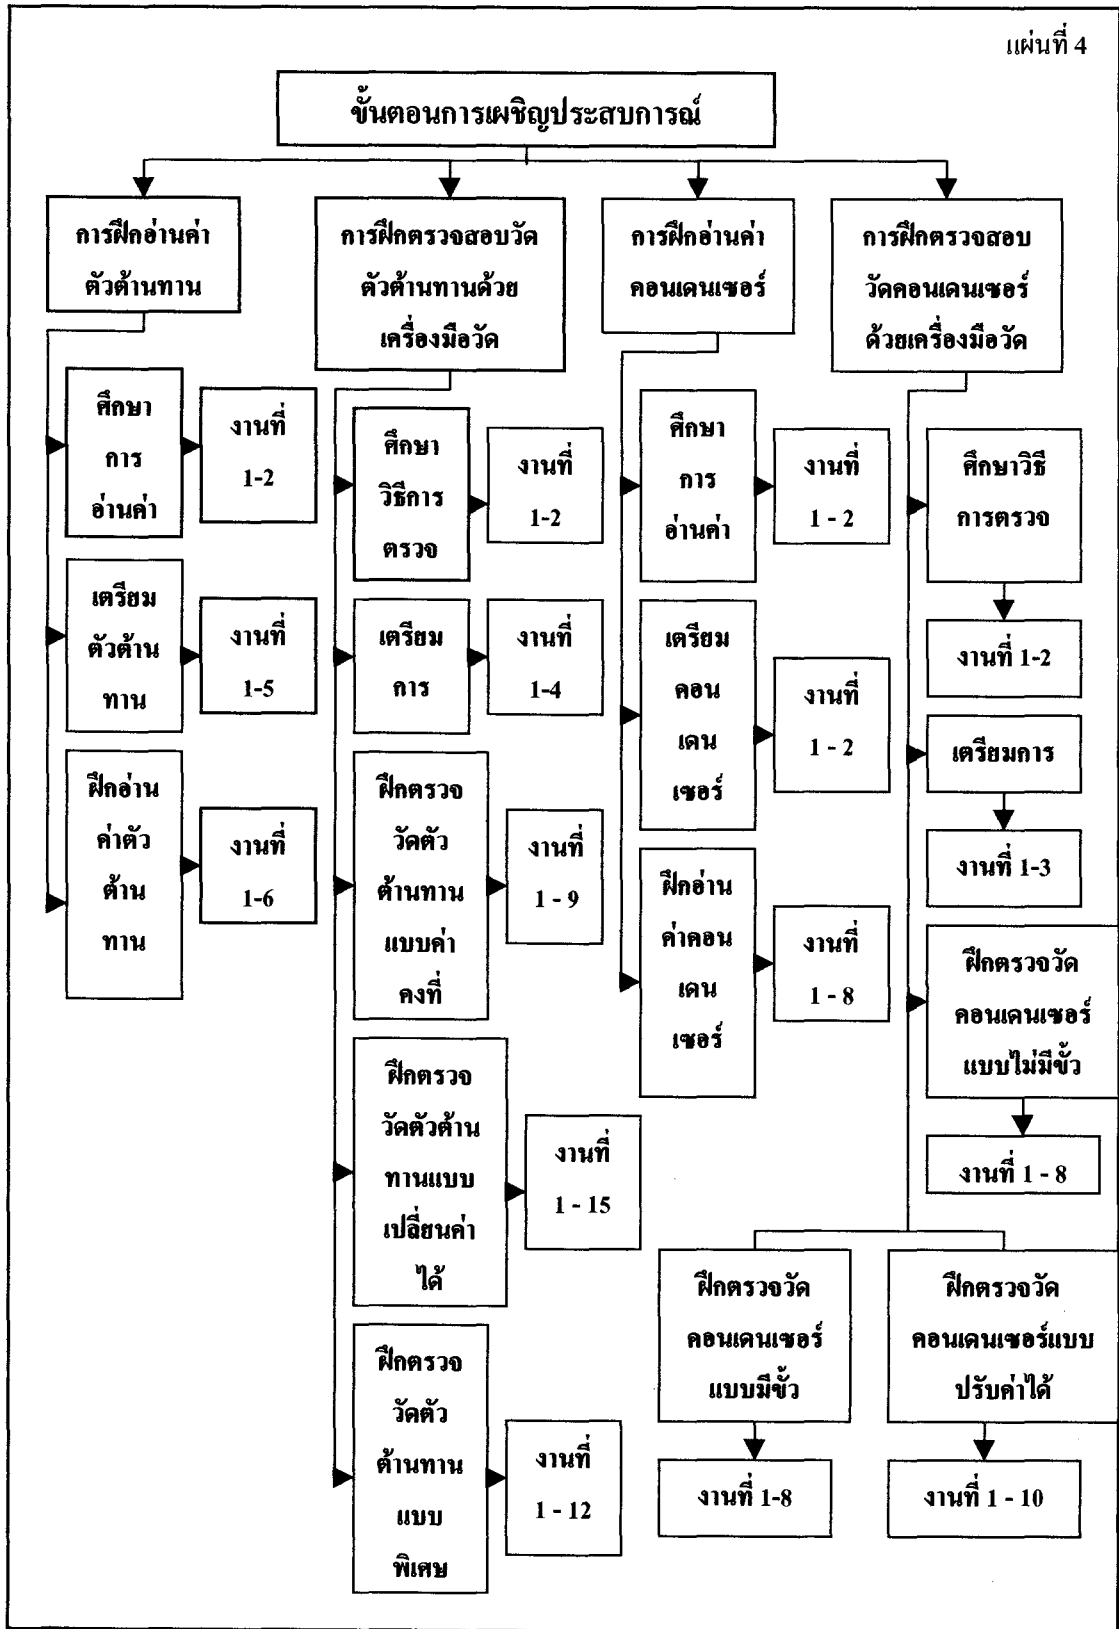 แผ่นที่ 4
ขั้นตอนการเผชิญประสบการณ์
การฝึกอ่านค่า
ตัวต้านทาน
ศึกษา
การ
อ่านค่า
งานที่
1-2
เตรียม
ตัวต้าน
ทาน
งานที่
1-5
ฝึกอ่าน
ค่าตัว
ต้าน
ทาน
งานที่
1-6
การฝึกตรวจสอบวัด
ตัวต้านทานด้วย
เครื่องมือวัด
ศึกษา
วิธีการ
ตรวจ
งานที่
1-2
เตรียม
การ
งานที่
1-4
ฝึกตรวจ
วัดตัว
ต้านทาน
แบบค่า
คงที่
งานที่
1 - 9
ฝึกตรวจ
วัดตัวต้าน
ทานแบบ
เปลี่ยนค่า
ได้
งานที่
1 - 15
ฝึกตรวจ
วัดตัว
ต้านทาน
แบบ
พิเศษ
งานที่
1 - 12
การฝึกอ่านค่า
คอนเดนเซอร์
ศึกษา
การ
อ่านค่า
งานที่
1 - 2
เตรียม
คอน
เดน
เซอร์
งานที่
1 - 2
ฝึกอ่าน
ค่าคอน
เดน
เซอร์
งานที่
1 - 8
การฝึกตรวจสอบ
วัดคอนเดนเซอร์
ด้วยเครื่องมือวัด
ศึกษาวิธี
การตรวจ
งานที่ 1-2
เตรียมการ
งานที่ 1-3
ฝึกตรวจวัด
คอนเดนเซอร์
แบบไม่มีขั้ว
งานที่ 1 - 8
ฝึกตรวจวัด
คอนเดนเซอร์
แบบมีขั้ว
งานที่ 1-8
ฝึกตรวจวัด
คอนเดนเซอร์แบบ
ปรับค่าได้
งานที่ 1 - 10